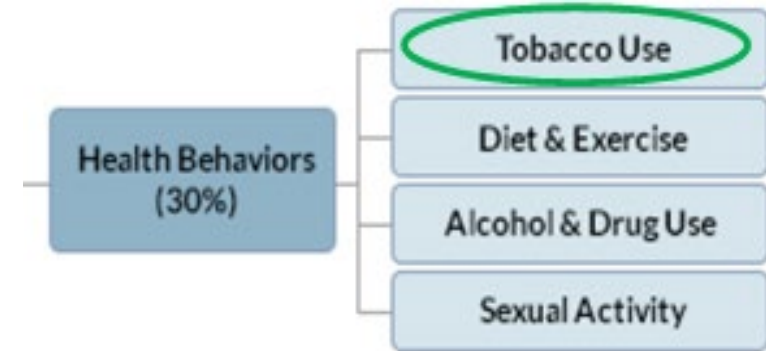 Health Behaviors
(30%)
Tobacco Use
Diet & Exercise
Alcohol & Drug Use
Sexual Activity